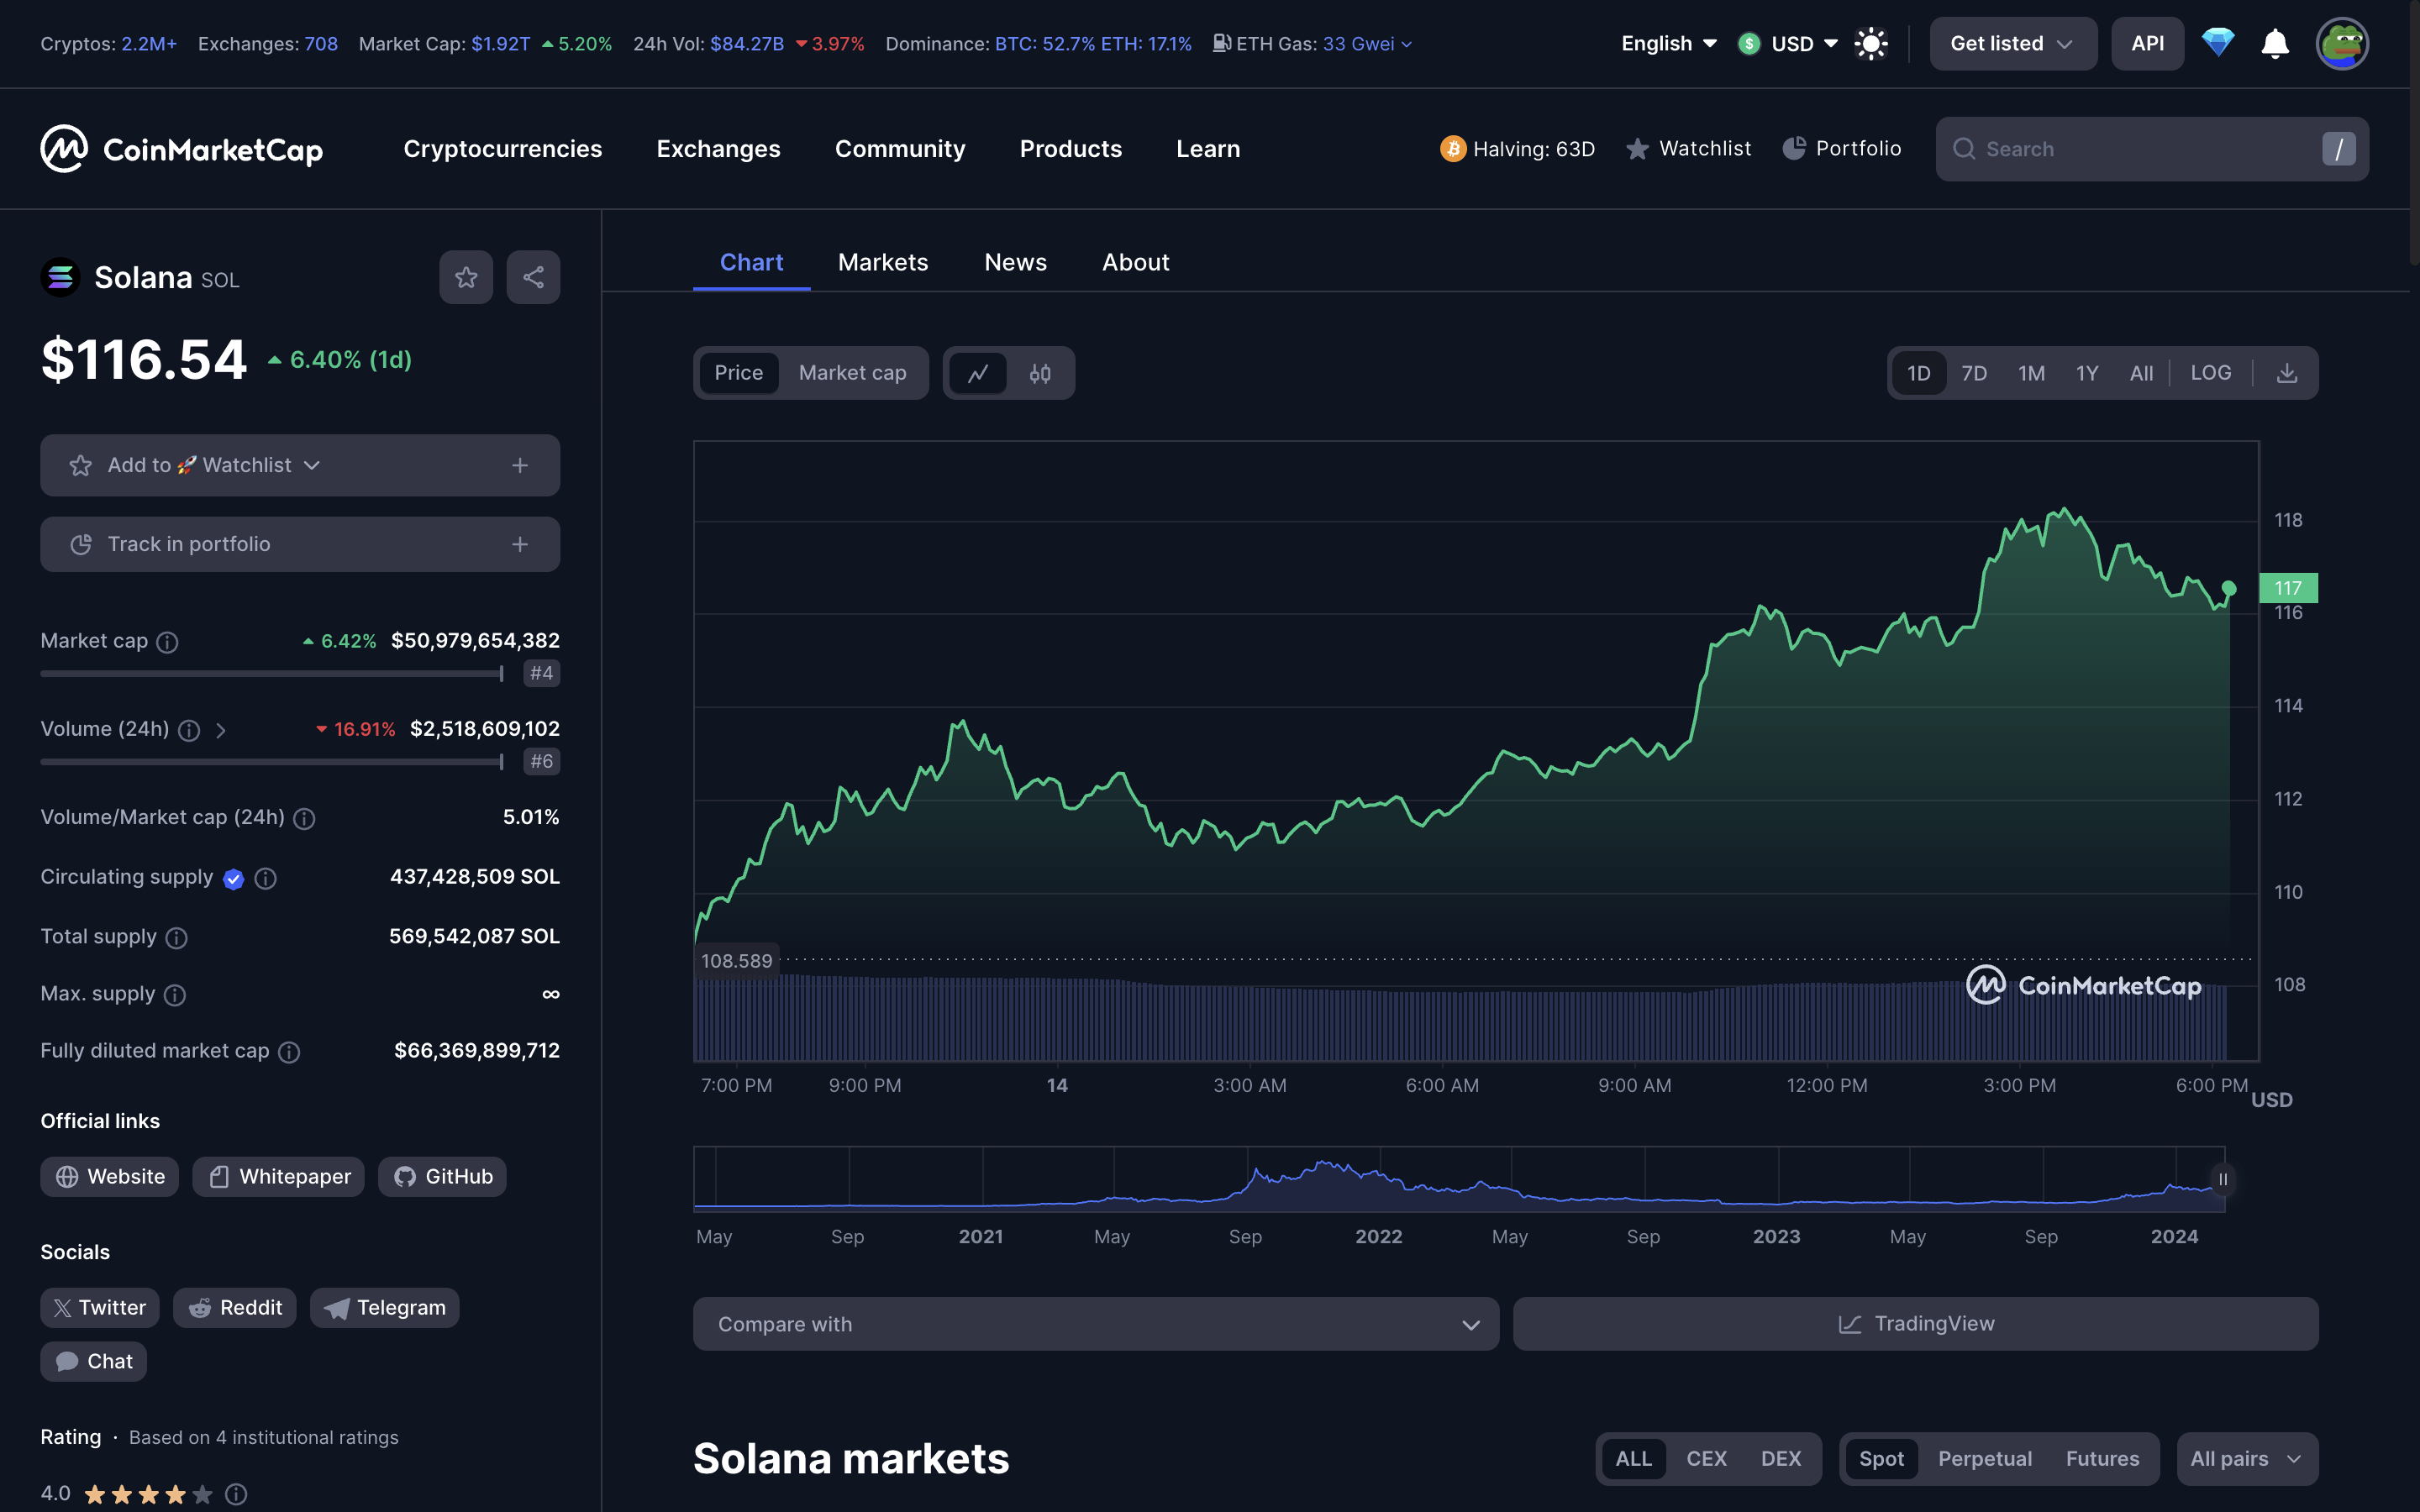 Cryptos: 2.2M+ Exchanges: 708 Market Cap: $1.92T 5.20% 24h Vol: $84.27B 3.97% Dominance: BTC: 52.7% ETH: 17.1% ETH Gas: 33 Gwei English USD Get listed API
CoinMarketCap Cryptocurrencies Exchanges Community Products Learn Halving: 63D Watchlist Portfolio Search /
Solana SOL
$116.54 6.40% (1d)
Add to 🚀 Watchlist +
Track in portfolio +
Market cap 6.42% $50,979,654,382
#4
Volume (24h) 16.91% $2,518,609,102
#6
Volume/Market cap (24h) 5.01%
Circulating supply 437,428,509 SOL
Total supply 569,542,087 SOL
Max. supply ∞
Fully diluted market cap $66,369,899,712
Official links
Website Whitepaper GitHub
Socials
Twitter Reddit Telegram
Chat
Rating · Based on 4 institutional ratings
4.0
Chart Markets News About
Price Market cap 1D 7D 1M 1Y All LOG
118
117
116
114
112
110
108.589
108
CoinMarketCap
7:00 PM 9:00 PM 14 3:00 AM 6:00 AM 9:00 AM 12:00 PM 3:00 PM 6:00 PM
USD
May Sep 2021 May Sep 2022 May Sep 2023 May Sep 2024
Compare with TradingView
Solana markets ALL CEX DEX Spot Perpetual Futures All pairs